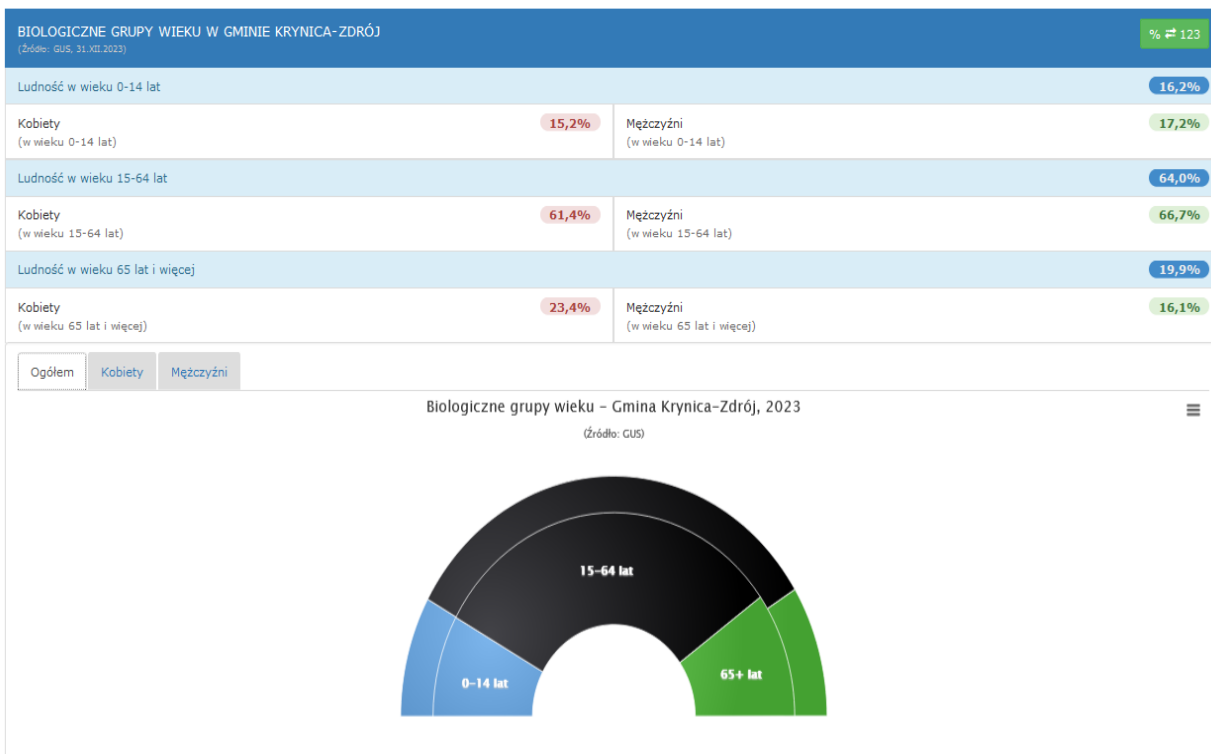 BIOLOGICZNE GRUPY WIEKU W GMINIE KRYNICA-ZDRÓJ
% ⇄ 123
(Źródło: GUS, 31.XII.2023)
Ludność w wieku 0-14 lat 16,2%
Kobiety 15,2% Mężczyźni 17,2%
(w wieku 0-14 lat) (w wieku 0-14 lat)
Ludność w wieku 15-64 lat 64,0%
Kobiety 61,4% Mężczyźni 66,7%
(w wieku 15-64 lat) (w wieku 15-64 lat)
Ludność w wieku 65 lat i więcej 19,9%
Kobiety 23,4% Mężczyźni 16,1%
(w wieku 65 lat i więcej) (w wieku 65 lat i więcej)
Ogółem Kobiety Mężczyźni
Biologiczne grupy wieku – Gmina Krynica-Zdrój, 2023
(Źródło: GUS)
15-64 lat
0-14 lat
65+ lat